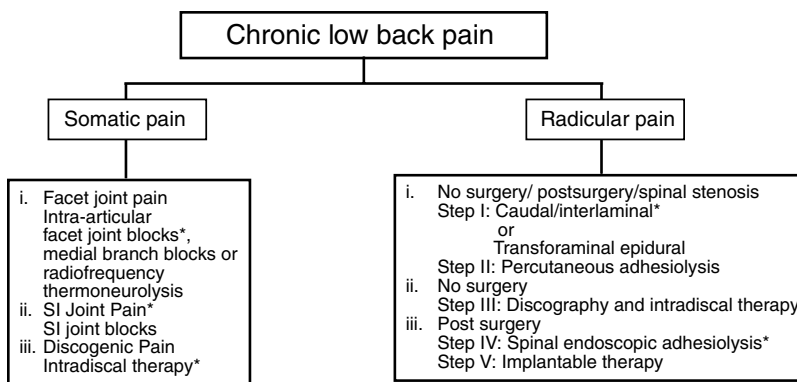 Chronic low back pain
Somatic pain
Radicular pain
i. Facet joint pain
Intra-articular
facet joint blocks*,
medial branch blocks or
radiofrequency
thermoneurolysis
ii. SI Joint Pain*
SI joint blocks
iii. Discogenic Pain
Intradiscal therapy*
i. No surgery/ postsurgery/spinal stenosis
Step I: Caudal/interlaminal*
or
Transforaminal epidural
Step II: Percutaneous adhesiolysis
ii. No surgery
Step III: Discography and intradiscal therapy
iii. Post surgery
Step IV: Spinal endoscopic adhesiolysis*
Step V: Implantable therapy